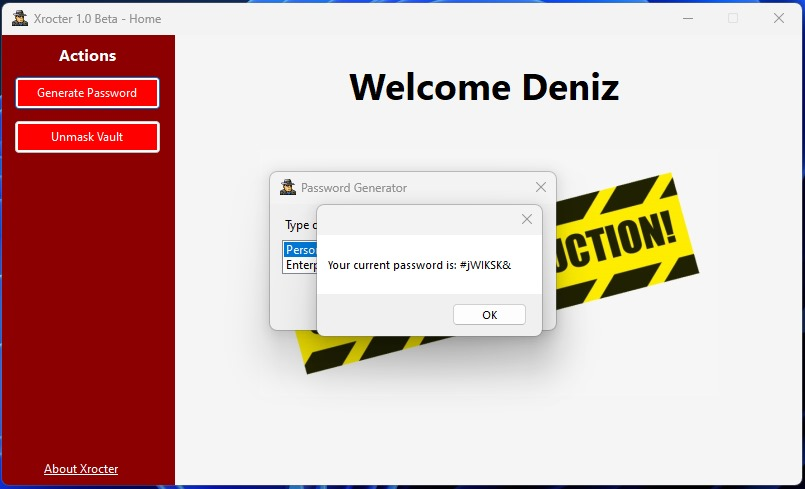 Xrocter 1.0 Beta - Home
Actions
Generate Password
Unmask Vault
Welcome Deniz
Password Generator
Type
UCTION!
Your current password is: #jWIKSK&
OK
About Xrocter